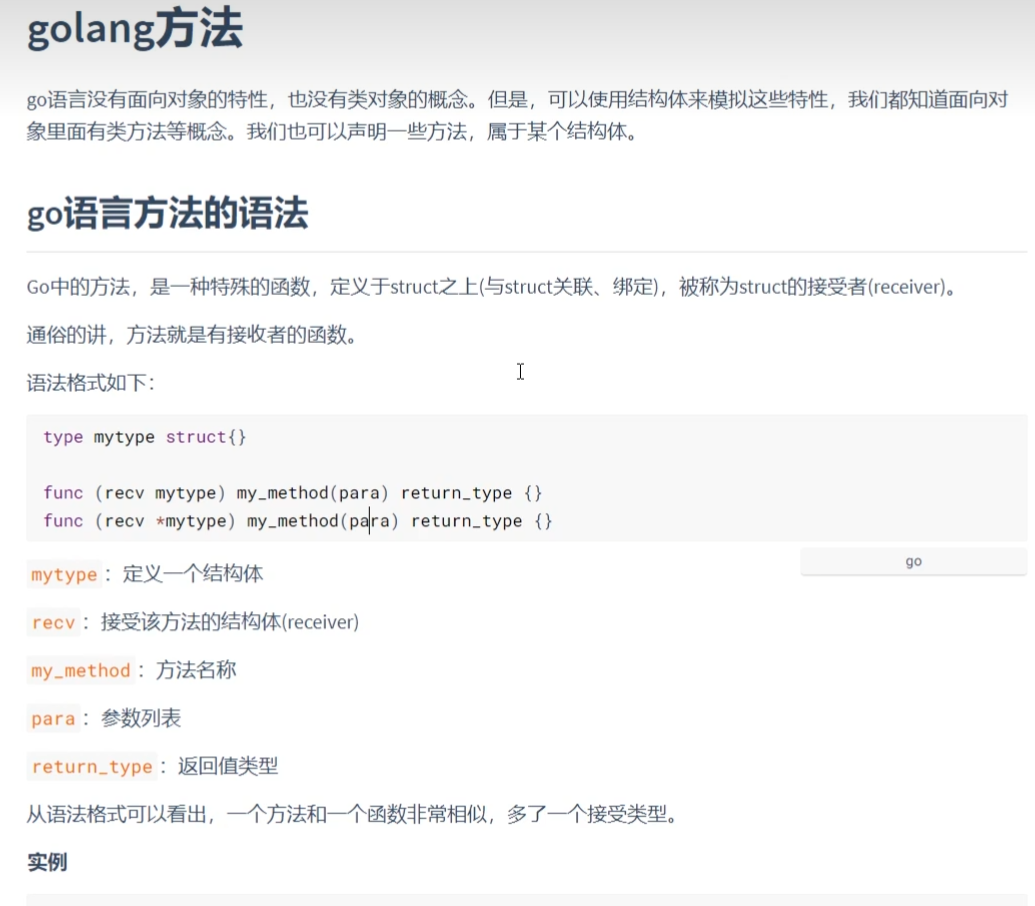 golang方法
go语言没有面向对象的特性，也没有类对象的概念。但是，可以使用结构体来模拟这些特性，我们都知道面向对
象里面有类方法等概念。我们也可以声明一些方法，属于某个结构体。
go语言方法的语法
Go中的方法，是一种特殊的函数，定义于struct之上(与struct关联、绑定)，被称为struct的接受者(receiver)。
通俗的讲，方法就是有接收者的函数。
语法格式如下：
type mytype struct{}
func (recv mytype) my_method(para) return_type {}
func (recv *mytype) my_method(para) return_type {}
go
mytype：定义一个结构体
recv：接受该方法的结构体(receiver)
my_method：方法名称
para：参数列表
return_type：返回值类型
从语法格式可以看出，一个方法和一个函数非常相似，多了一个接受类型。
实例